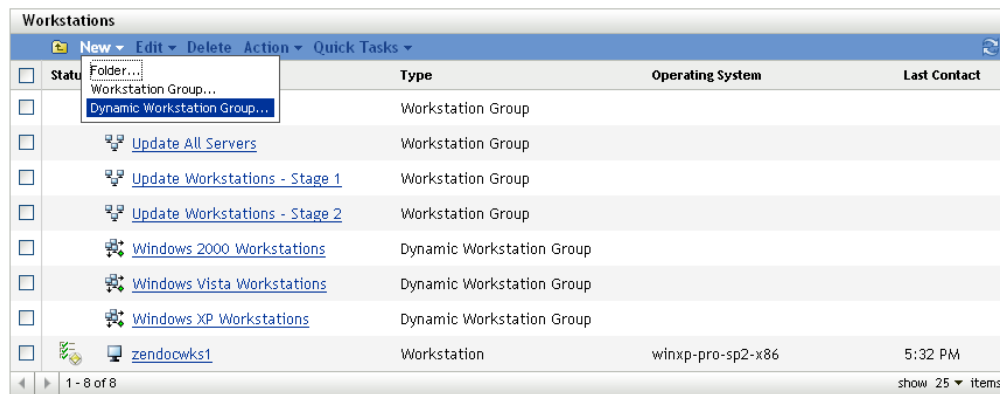 Workstations
New Edit Delete Action Quick Tasks
Statu Type Operating System Last Contact
Folder...
Workstation Group...
Dynamic Workstation Group...
Workstation Group
Update All Servers Workstation Group
Update Workstations - Stage 1 Workstation Group
Update Workstations - Stage 2 Workstation Group
Windows 2000 Workstations Dynamic Workstation Group
Windows Vista Workstations Dynamic Workstation Group
Windows XP Workstations Dynamic Workstation Group
zendocwks1 Workstation winxp-pro-sp2-x86 5:32 PM
1 - 8 of 8 show 25 items